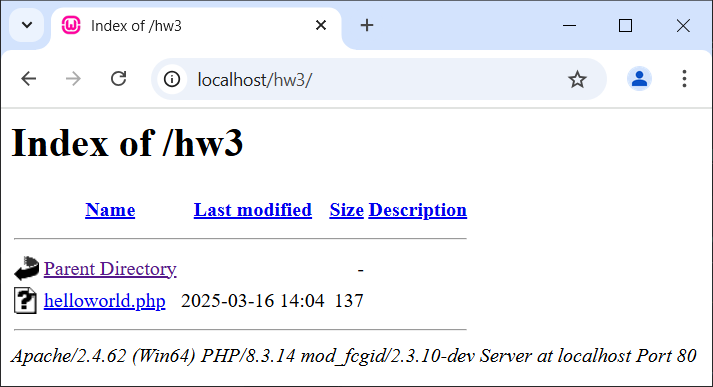 Index of /hw3
localhost/hw3/
Index of /hw3
Name Last modified Size Description
Parent Directory -
helloworld.php 2025-03-16 14:04 137
Apache/2.4.62 (Win64) PHP/8.3.14 mod_fcgid/2.3.10-dev Server at localhost Port 80